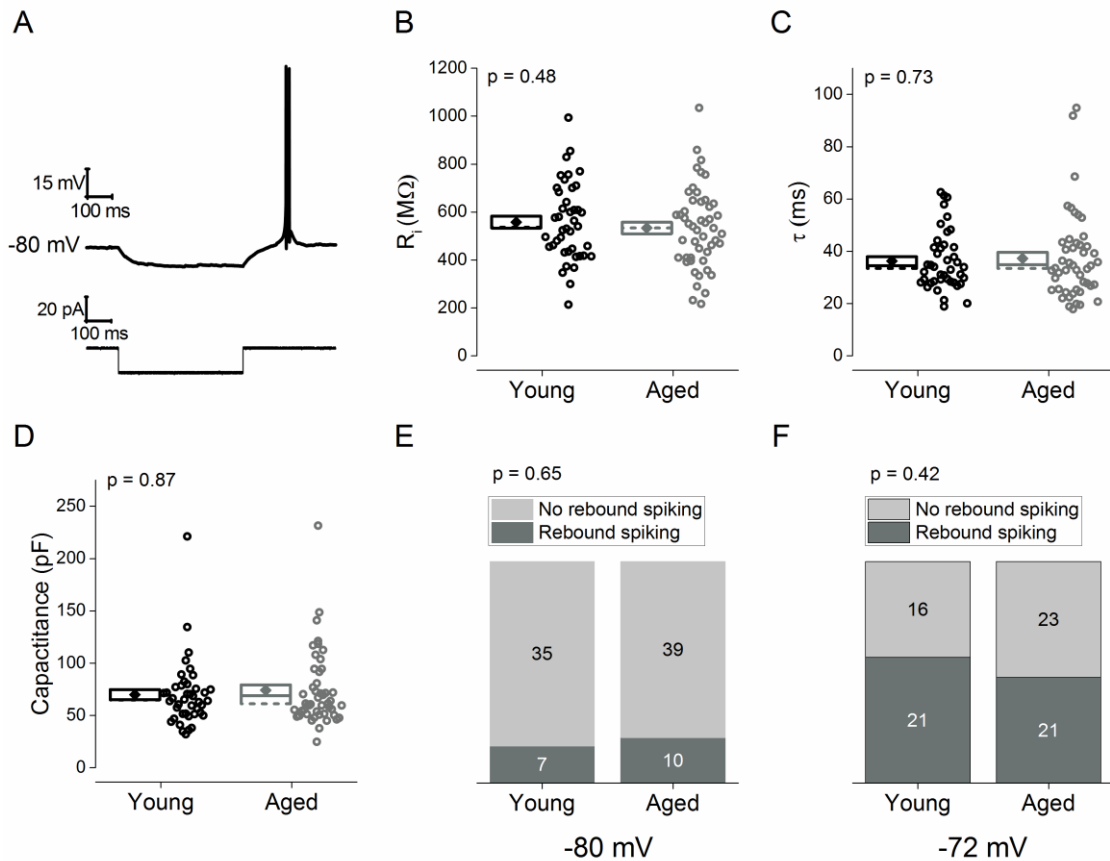 A
15 mV
100 ms
-80 mV
20 pA
100 ms
B
p = 0.48
1200
1000
800
600
400
200
0
Rᵢ (MΩ)
Young
Aged
C
p = 0.73
100
80
60
40
20
0
τ (ms)
Young
Aged
D
p = 0.87
250
200
150
100
50
0
Capactitance (pF)
Young
Aged
E
p = 0.65
No rebound spiking
Rebound spiking
35
39
7
10
Young
Aged
-80 mV
F
p = 0.42
No rebound spiking
Rebound spiking
16
23
21
21
Young
Aged
-72 mV